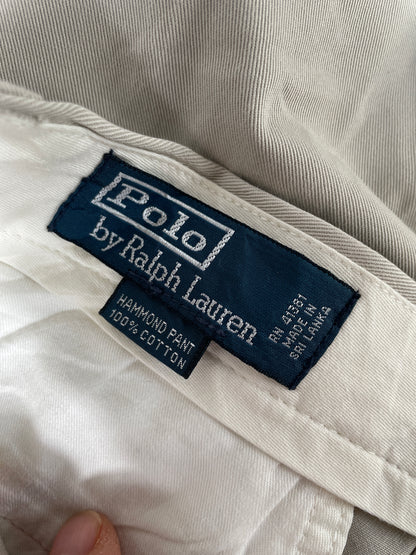 Polo
by Ralph Lauren
RN 41381
MADE IN
SRI LANKA
HAMMOND PANT
100% COTTON